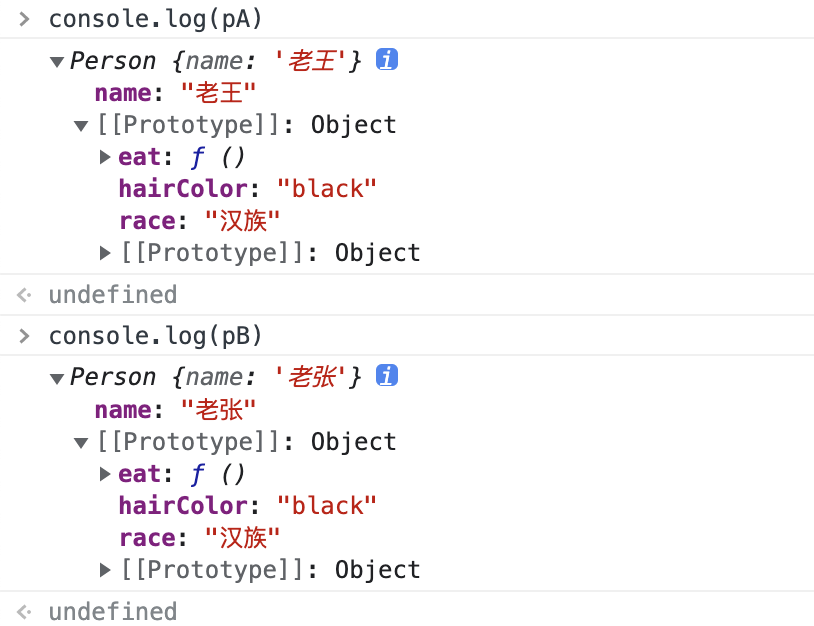 > console.log(pA)
▼Person {name: '老王'} i
name: "老王"
▼[[Prototype]]: Object
▶eat: ƒ ()
hairColor: "black"
race: "汉族"
▶[[Prototype]]: Object
undefined
> console.log(pB)
▼Person {name: '老张'} i
name: "老张"
▼[[Prototype]]: Object
▶eat: ƒ ()
hairColor: "black"
race: "汉族"
▶[[Prototype]]: Object
undefined